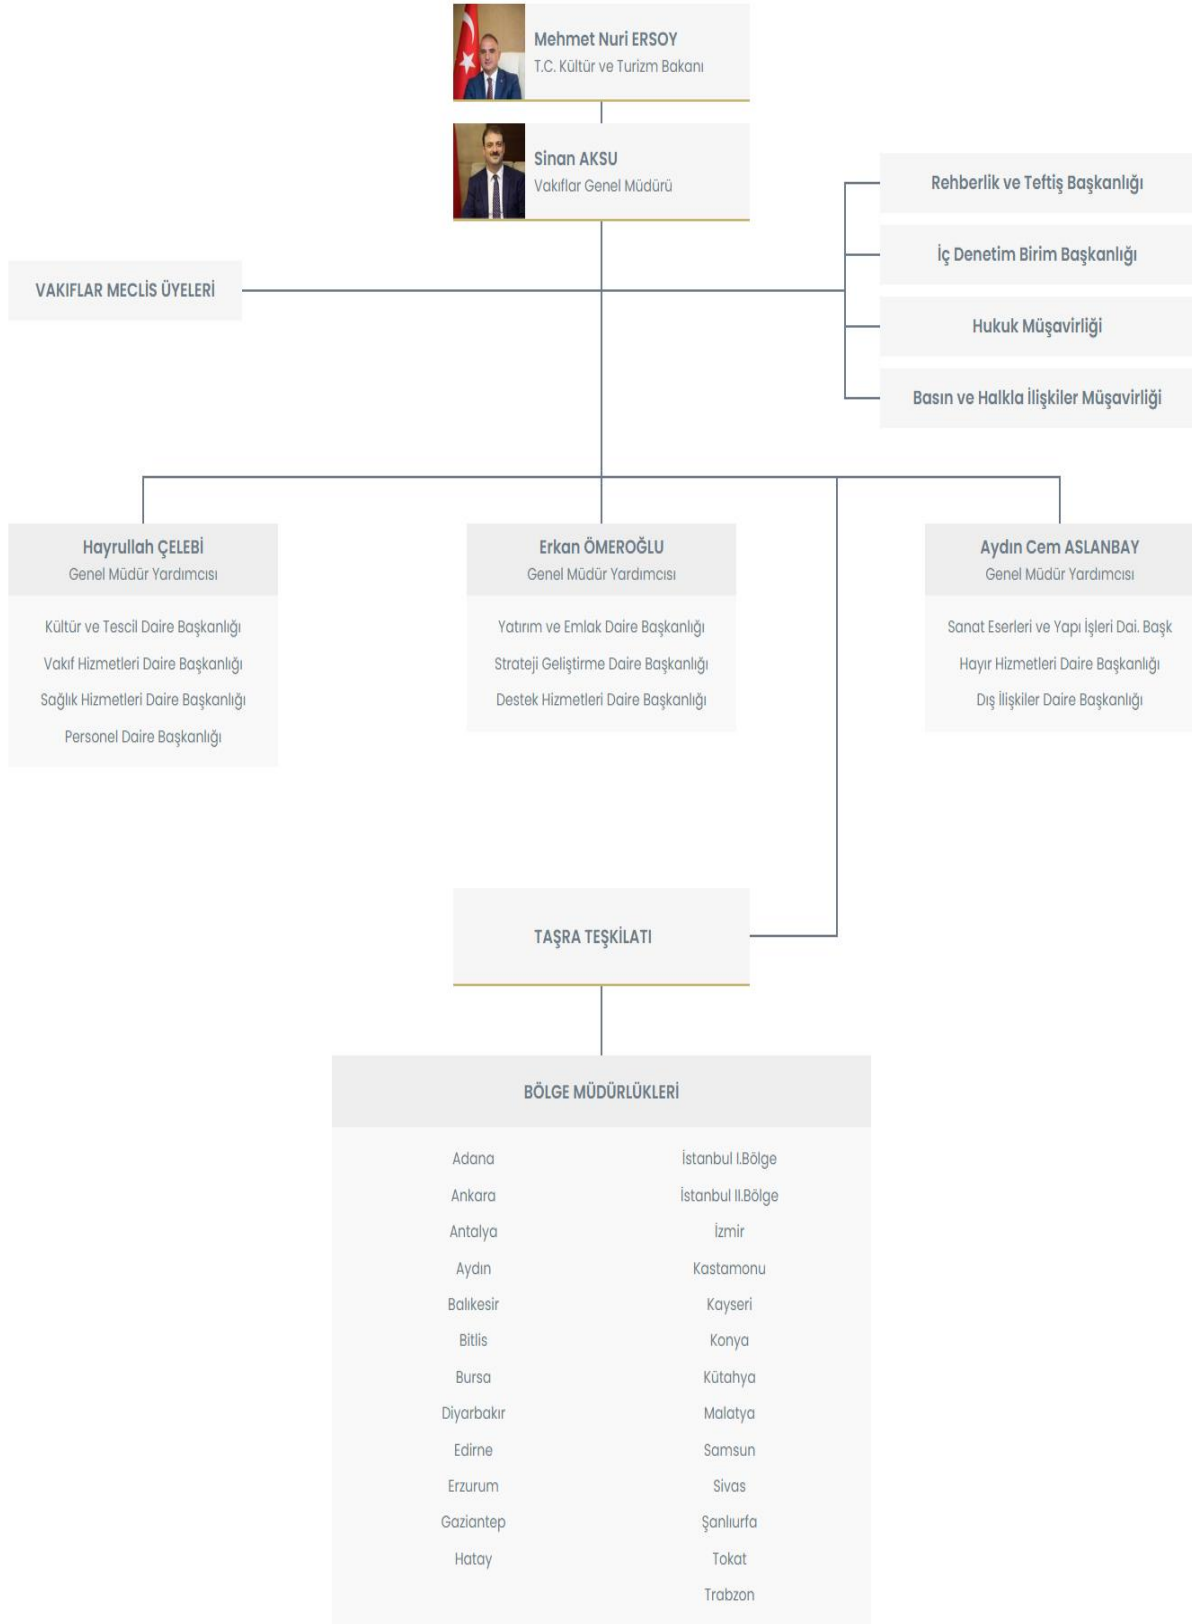 Mehmet Nuri ERSOY
T.C. Kültür ve Turizm Bakanı
Sinan AKSU
Vakıflar Genel Müdürü
Rehberlik ve Teftiş Başkanlığı
İç Denetim Birim Başkanlığı
Hukuk Müşavirliği
Basın ve Halkla İlişkiler Müşavirliği
VAKIFLAR MECLİS ÜYELERİ
Hayrullah ÇELEBİ
Genel Müdür Yardımcısı
Kültür ve Tescil Daire Başkanlığı
Vakıf Hizmetleri Daire Başkanlığı
Sağlık Hizmetleri Daire Başkanlığı
Personel Daire Başkanlığı
Erkan ÖMEROĞLU
Genel Müdür Yardımcısı
Yatırım ve Emlak Daire Başkanlığı
Strateji Geliştirme Daire Başkanlığı
Destek Hizmetleri Daire Başkanlığı
Aydın Cem ASLANBAY
Genel Müdür Yardımcısı
Sanat Eserleri ve Yapı İşleri Dai. Başk
Hayır Hizmetleri Daire Başkanlığı
Dış İlişkiler Daire Başkanlığı
TAŞRA TEŞKİLATI
BÖLGE MÜDÜRLÜKLERİ
Adana
Ankara
Antalya
Aydın
Balıkesir
Bitlis
Bursa
Diyarbakır
Edirne
Erzurum
Gaziantep
Hatay
İstanbul I.Bölge
İstanbul II.Bölge
İzmir
Kastamonu
Kayseri
Konya
Kütahya
Malatya
Samsun
Sivas
Şanlıurfa
Tokat
Trabzon